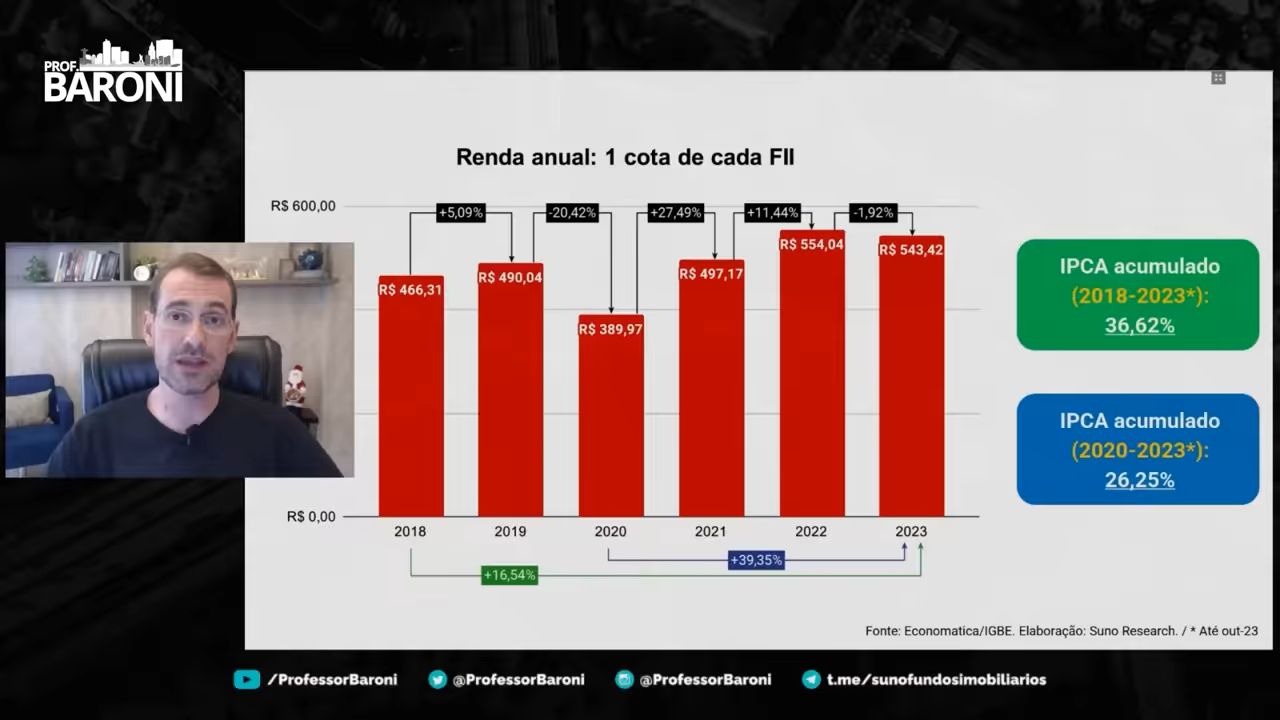 PROF.
BARONI
Renda anual: 1 cota de cada FII
R$ 600,00
+5,09%
-20,42%
+27,49%
+11,44%
-1,92%
R$ 466,31
R$ 490,04
R$ 389,97
R$ 497,17
R$ 554,04
R$ 543,42
R$ 0,00
2018
2019
2020
2021
2022
2023
+39,35%
+16,54%
IPCA acumulado
(2018-2023*):
36,62%
IPCA acumulado
(2020-2023*):
26,25%
Fonte: Economatica/IGBE. Elaboração: Suno Research. / * Até out-23
/ProfessorBaroni
@ProfessorBaroni
@ProfessorBaroni
t.me/sunofundosimobiliarios